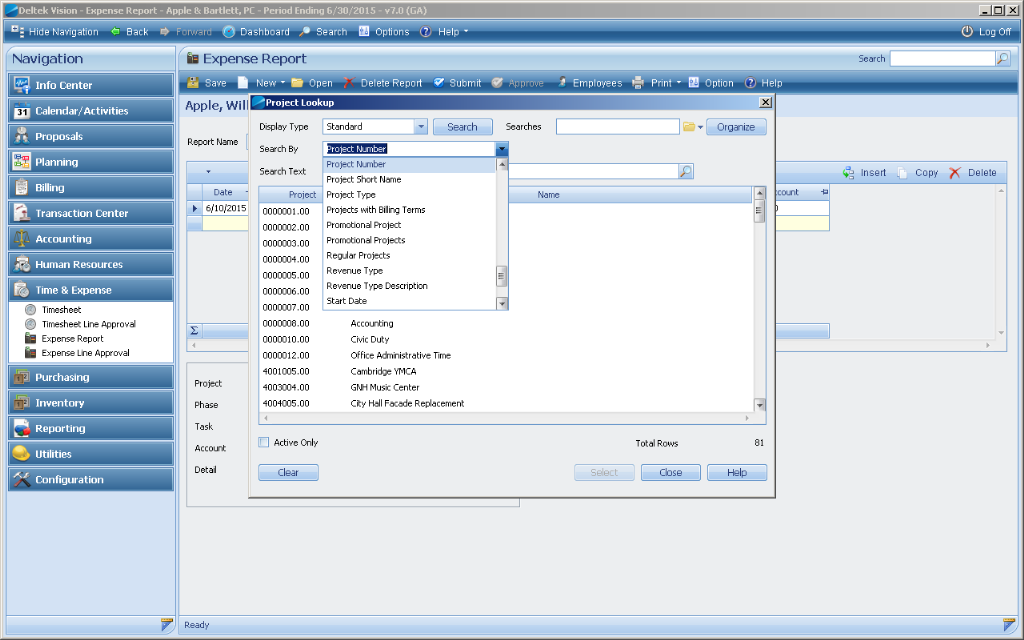 Deltek Vision - Expense Report - Apple & Bartlett, PC - Period Ending 6/30/2015 - v7.0 (GA)
Hide Navigation Back Forward Dashboard Search Options Help Log Off
Navigation
Info Center
31 Calendar/Activities
Proposals
Planning
Billing
Transaction Center
Accounting
Human Resources
Time & Expense
Timesheet
Timesheet Line Approval
Expense Report
Expense Line Approval
Purchasing
Inventory
Reporting
Utilities
Configuration
Expense Report
Search
Save New Open Delete Report Submit Approve Employees Print Option Help
Apple, Will
Report Name
Insert Copy Delete
Date
count
6/10/2015
Σ
Project
Phase
Task
Account
Detail
Project Lookup
Display Type Standard Search Searches Organize
Search By Project Number
Search Text
Project Number
Project Short Name
Project Type
Projects with Billing Terms
Promotional Project
Promotional Projects
Regular Projects
Revenue Type
Revenue Type Description
Start Date
Project Name
0000001.00
0000002.00
0000003.00
0000004.00
0000005.00
0000006.00
0000007.00
0000008.00 Accounting
0000010.00 Civic Duty
0000012.00 Office Administrative Time
4001005.00 Cambridge YMCA
4003004.00 GNH Music Center
4004005.00 City Hall Facade Replacement
Active Only Total Rows 81
Clear Select Close Help
Ready